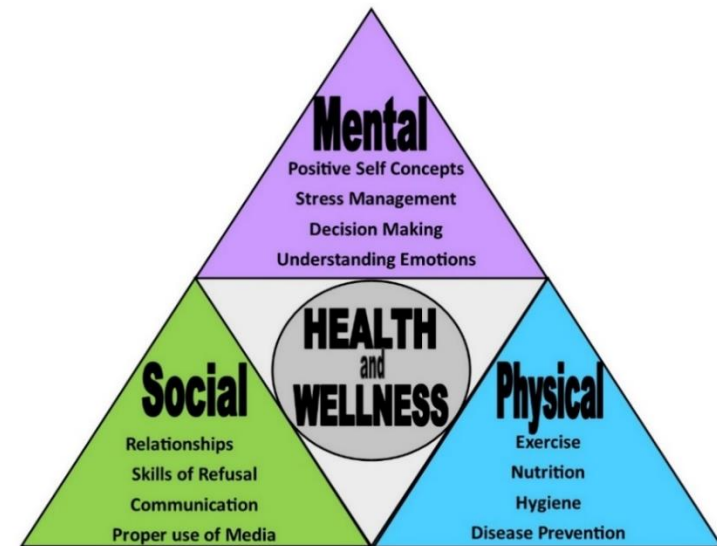 Mental
Positive Self Concepts
Stress Management
Decision Making
Understanding Emotions
HEALTH
and
WELLNESS
Social
Relationships
Skills of Refusal
Communication
Proper use of Media
Physical
Exercise
Nutrition
Hygiene
Disease Prevention